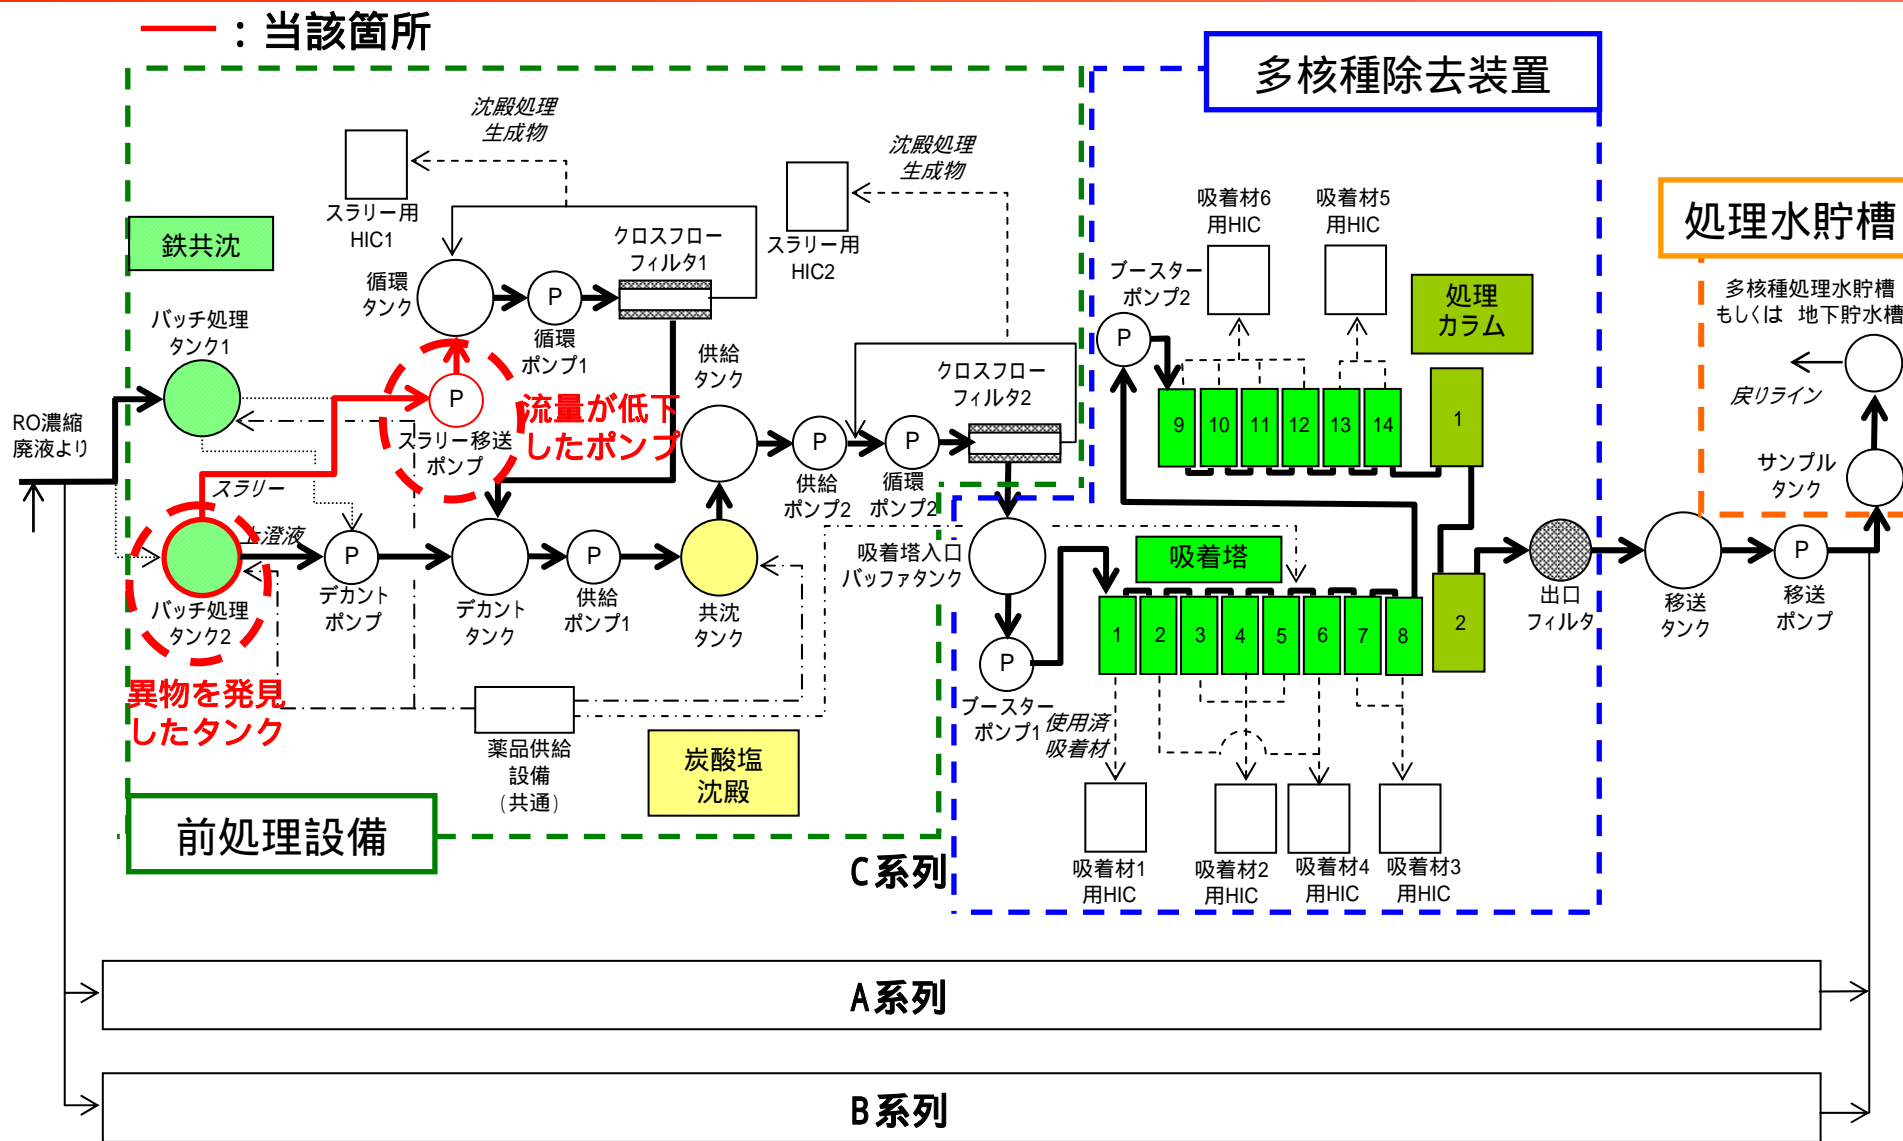 ：当該箇所
多核種除去装置
沈殿処理
生成物
沈殿処理
生成物
スラリー用
HIC1
スラリー用
HIC2
吸着材6
用HIC
吸着材5
用HIC
処理水貯槽
鉄共沈
クロスフロー
フィルタ1
循環
タンク
P
循環
ポンプ1
ブースター
ポンプ2
P
処理
カラム
多核種処理水貯槽
もしくは 地下貯水槽
戻りライン
バッチ処理
タンク1
供給
タンク
クロスフロー
フィルタ2
P
スラリー移送
ポンプ
流量が低下
したポンプ
RO濃縮
廃液より
9
10
11
12
13
14
1
P
供給
ポンプ2
P
循環
ポンプ2
サンプル
タンク
スラリー
上澄液
P
デカント
ポンプ
デカント
タンク
P
供給
ポンプ1
共沈
タンク
吸着塔入口
バッファタンク
吸着塔
出口
フィルタ
移送
タンク
P
移送
ポンプ
バッチ処理
タンク2
1
2
3
4
5
6
7
8
2
P
ブースター
ポンプ1
使用済
吸着材
異物を発見
したタンク
薬品供給
設備
（共通）
炭酸塩
沈殿
前処理設備
C系列
吸着材1
用HIC
吸着材2
用HIC
吸着材4
用HIC
吸着材3
用HIC
A系列
B系列